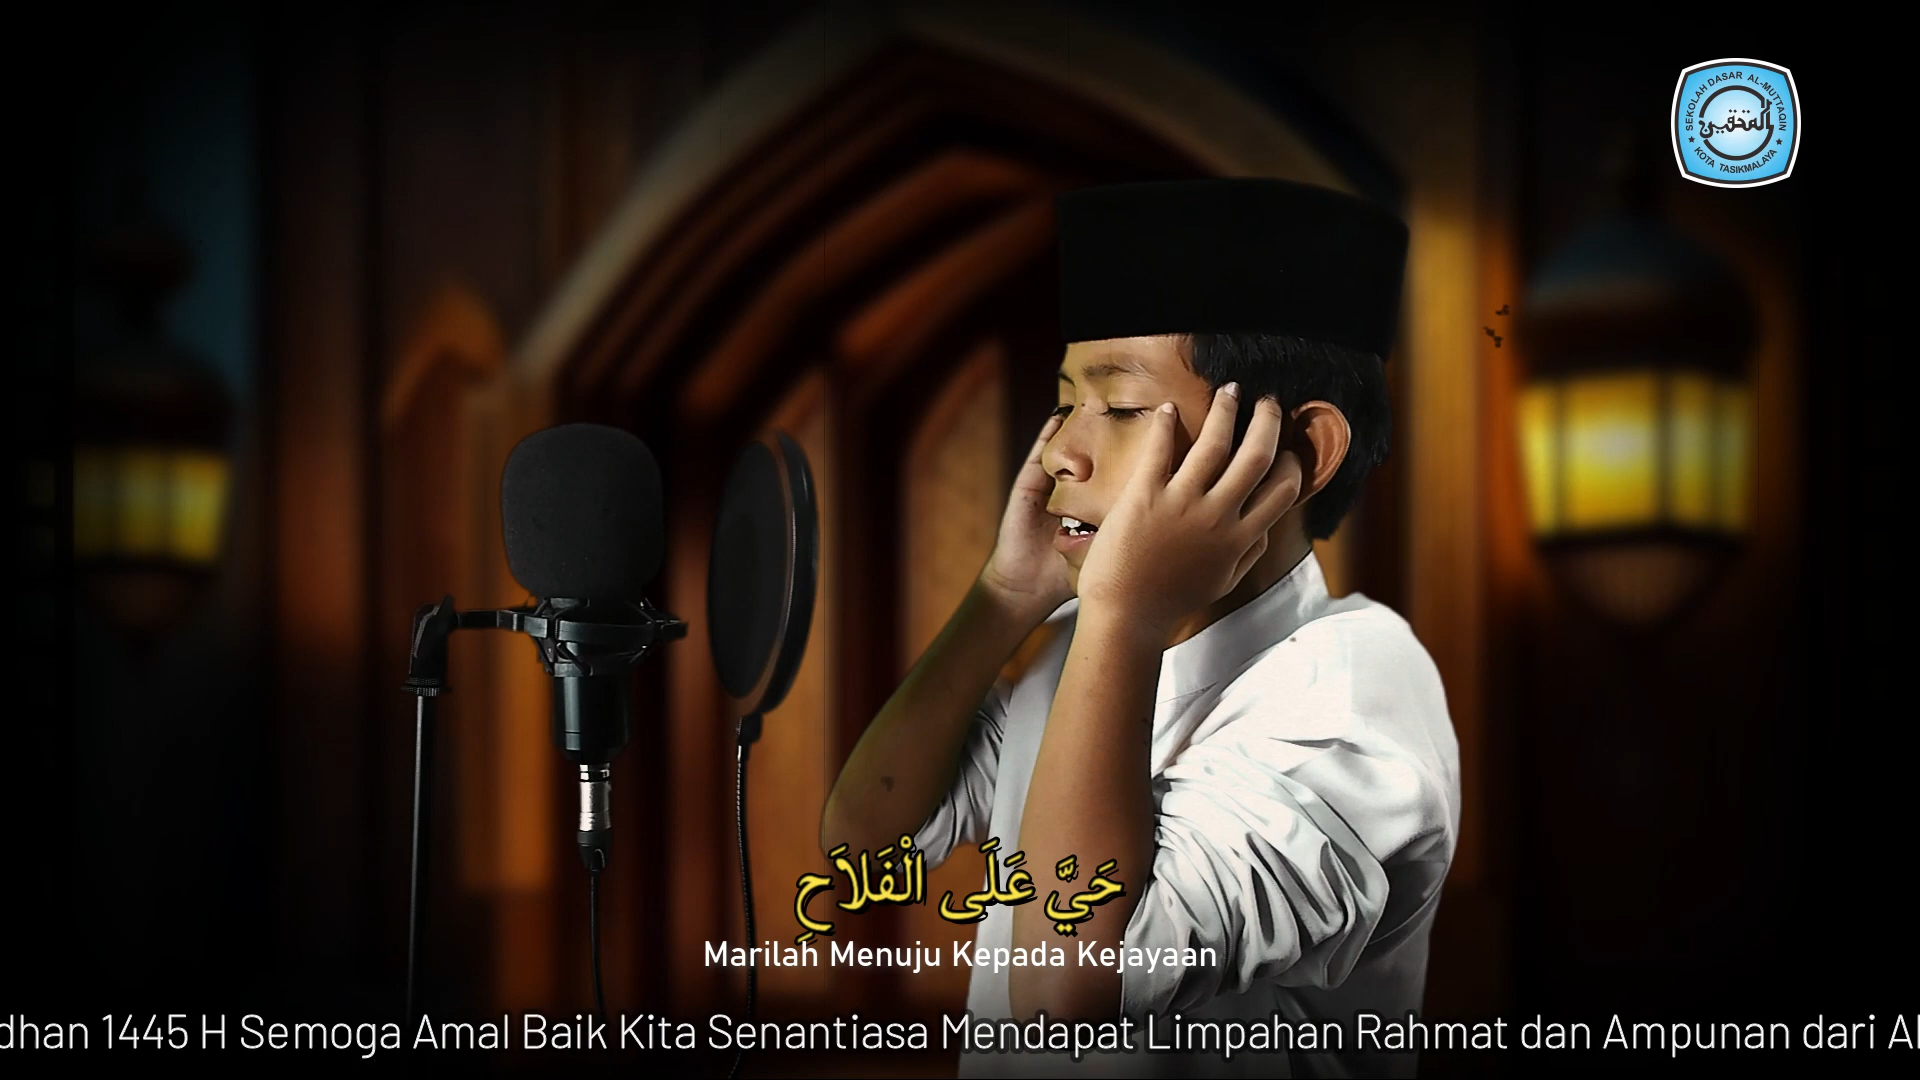 SEKOLAH DASAR AL-MUTTAQIN
المتقين
KOTA TASIKMALAYA
حَيَّ عَلَى الْفَلاَحِ
Marilah Menuju Kepada Kejayaan
dhan 1445 H Semoga Amal Baik Kita Senantiasa Mendapat Limpahan Rahmat dan Ampunan dari Al